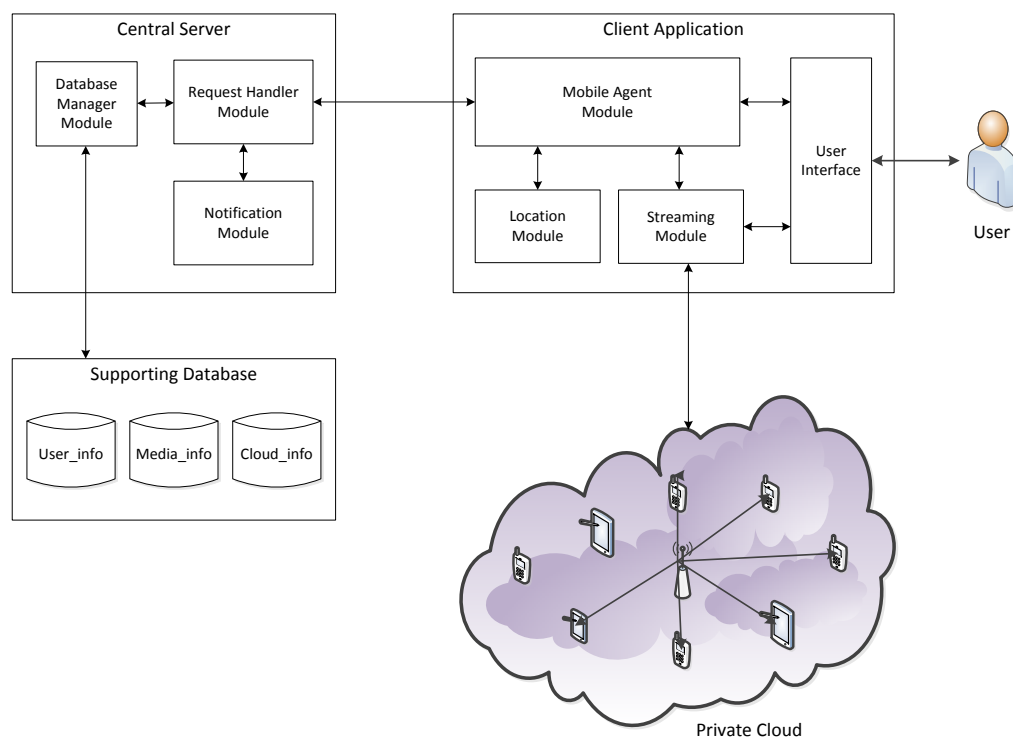 Central Server
Database
Manager
Module
Request Handler
Module
Notification
Module
Client Application
Mobile Agent
Module
Location
Module
Streaming
Module
User
Interface
User
Supporting Database
User_info
Media_info
Cloud_info
Private Cloud